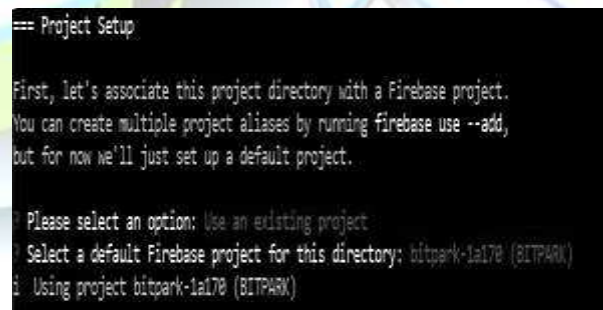 === Project Setup
First, let's associate this project directory with a Firebase project.
You can create multiple project aliases by running firebase use --add,
but for now we'll just set up a default project.
? Please select an option: Use an existing project
? Select a default Firebase project for this directory: bitpark-1a170 (BITPARK)
i Using project bitpark-1a170 (BITPARK)